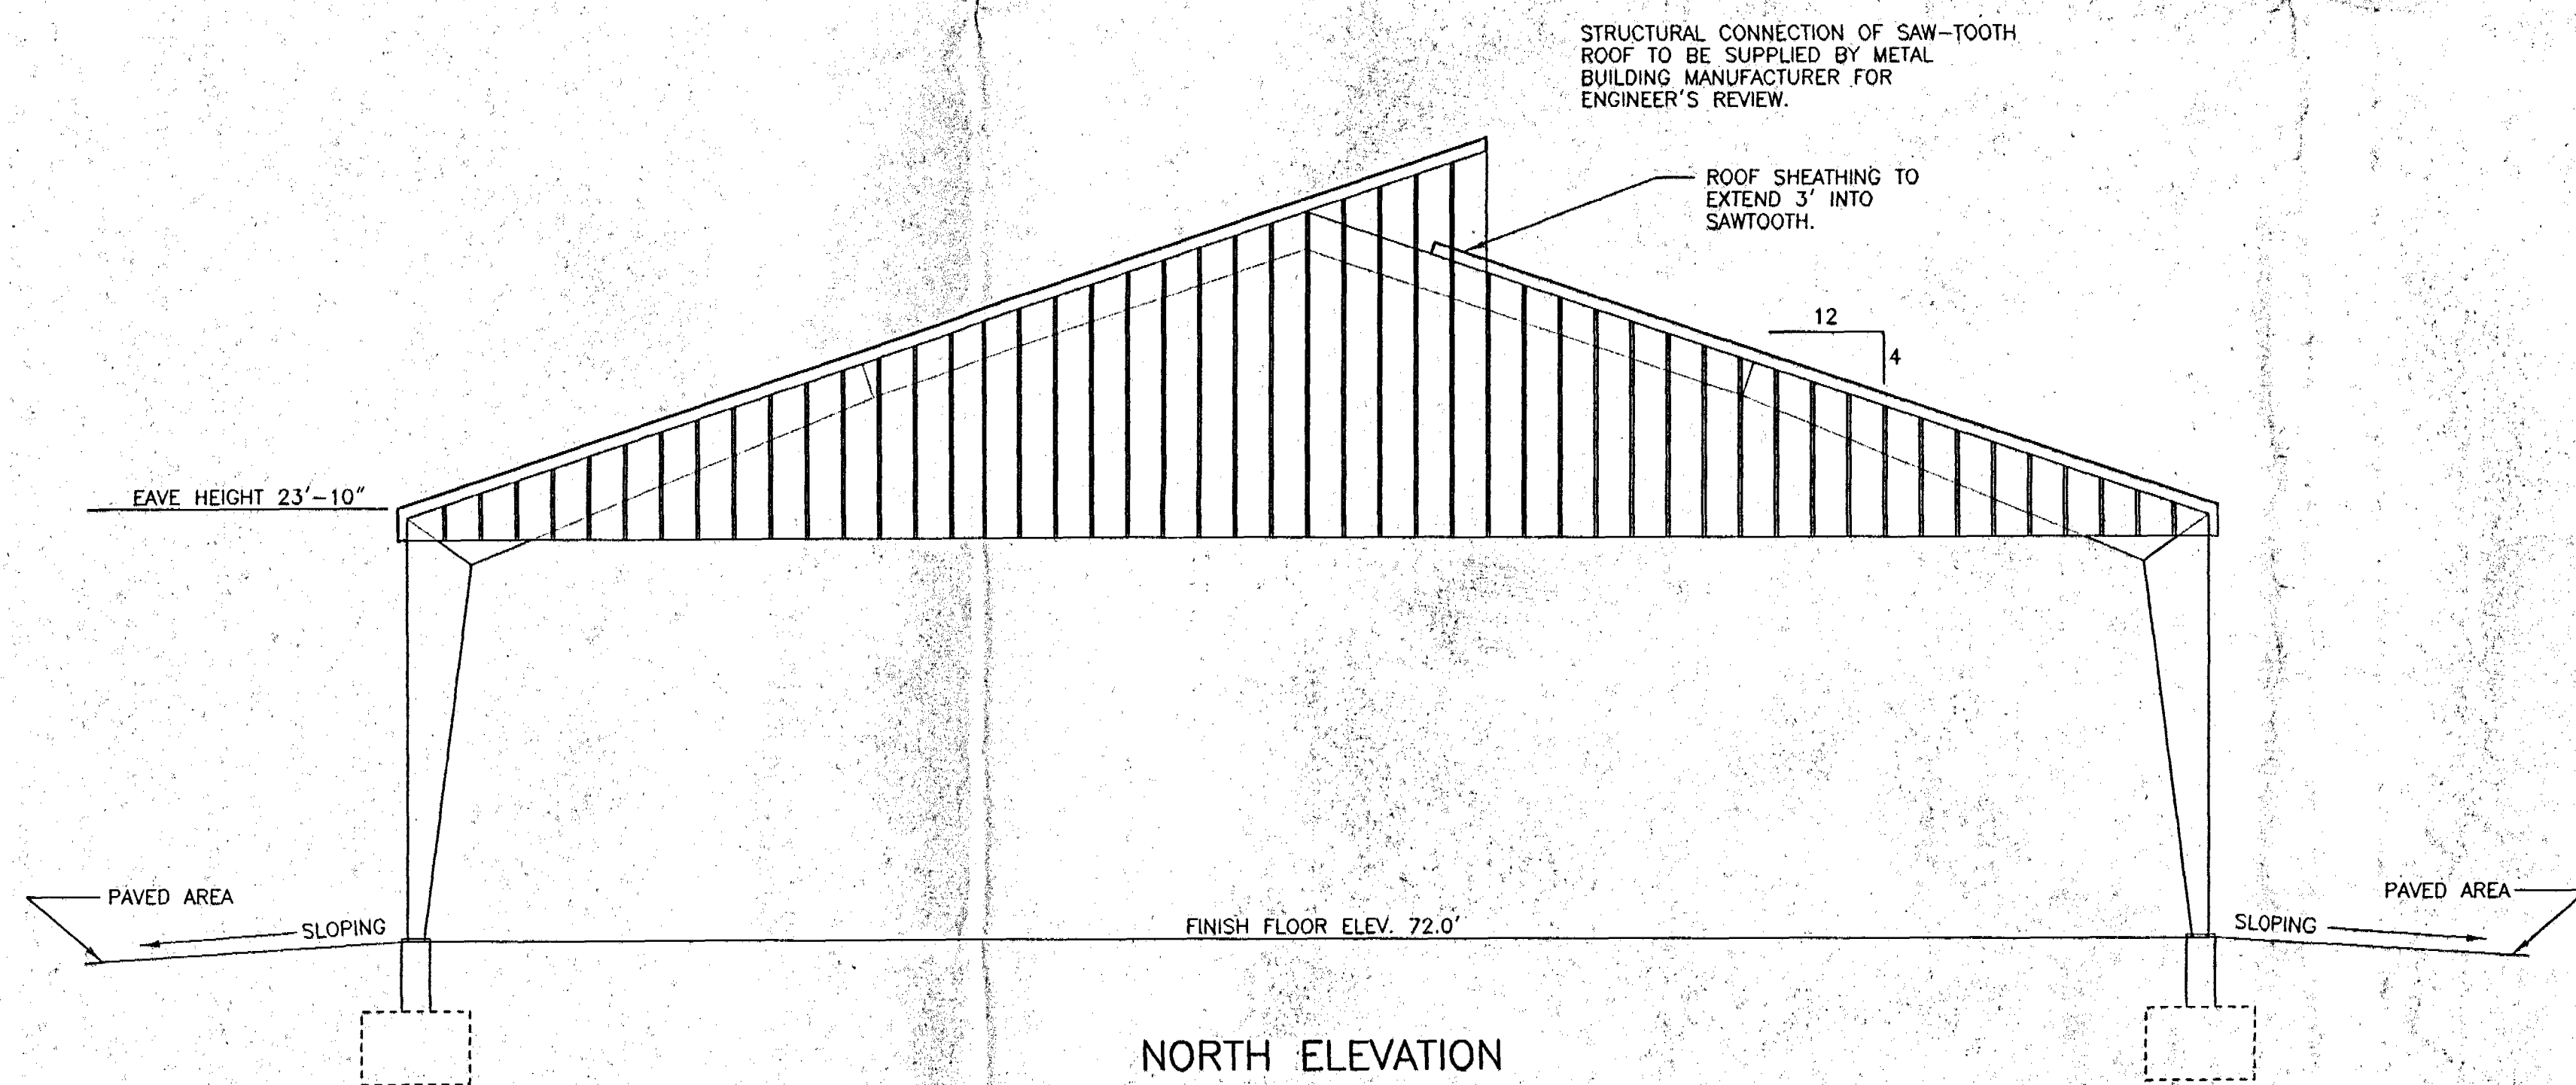 STRUCTURAL CONNECTION OF SAW-TOOTH
ROOF TO BE SUPPLIED BY METAL
BUILDING MANUFACTURER FOR
ENGINEER'S REVIEW.
ROOF SHEATHING TO
EXTEND 3' INTO
SAWTOOTH.
12
4
EAVE HEIGHT 23'-10"
PAVED AREA
SLOPING
FINISH FLOOR ELEV. 72.0'
PAVED AREA
SLOPING
NORTH ELEVATION